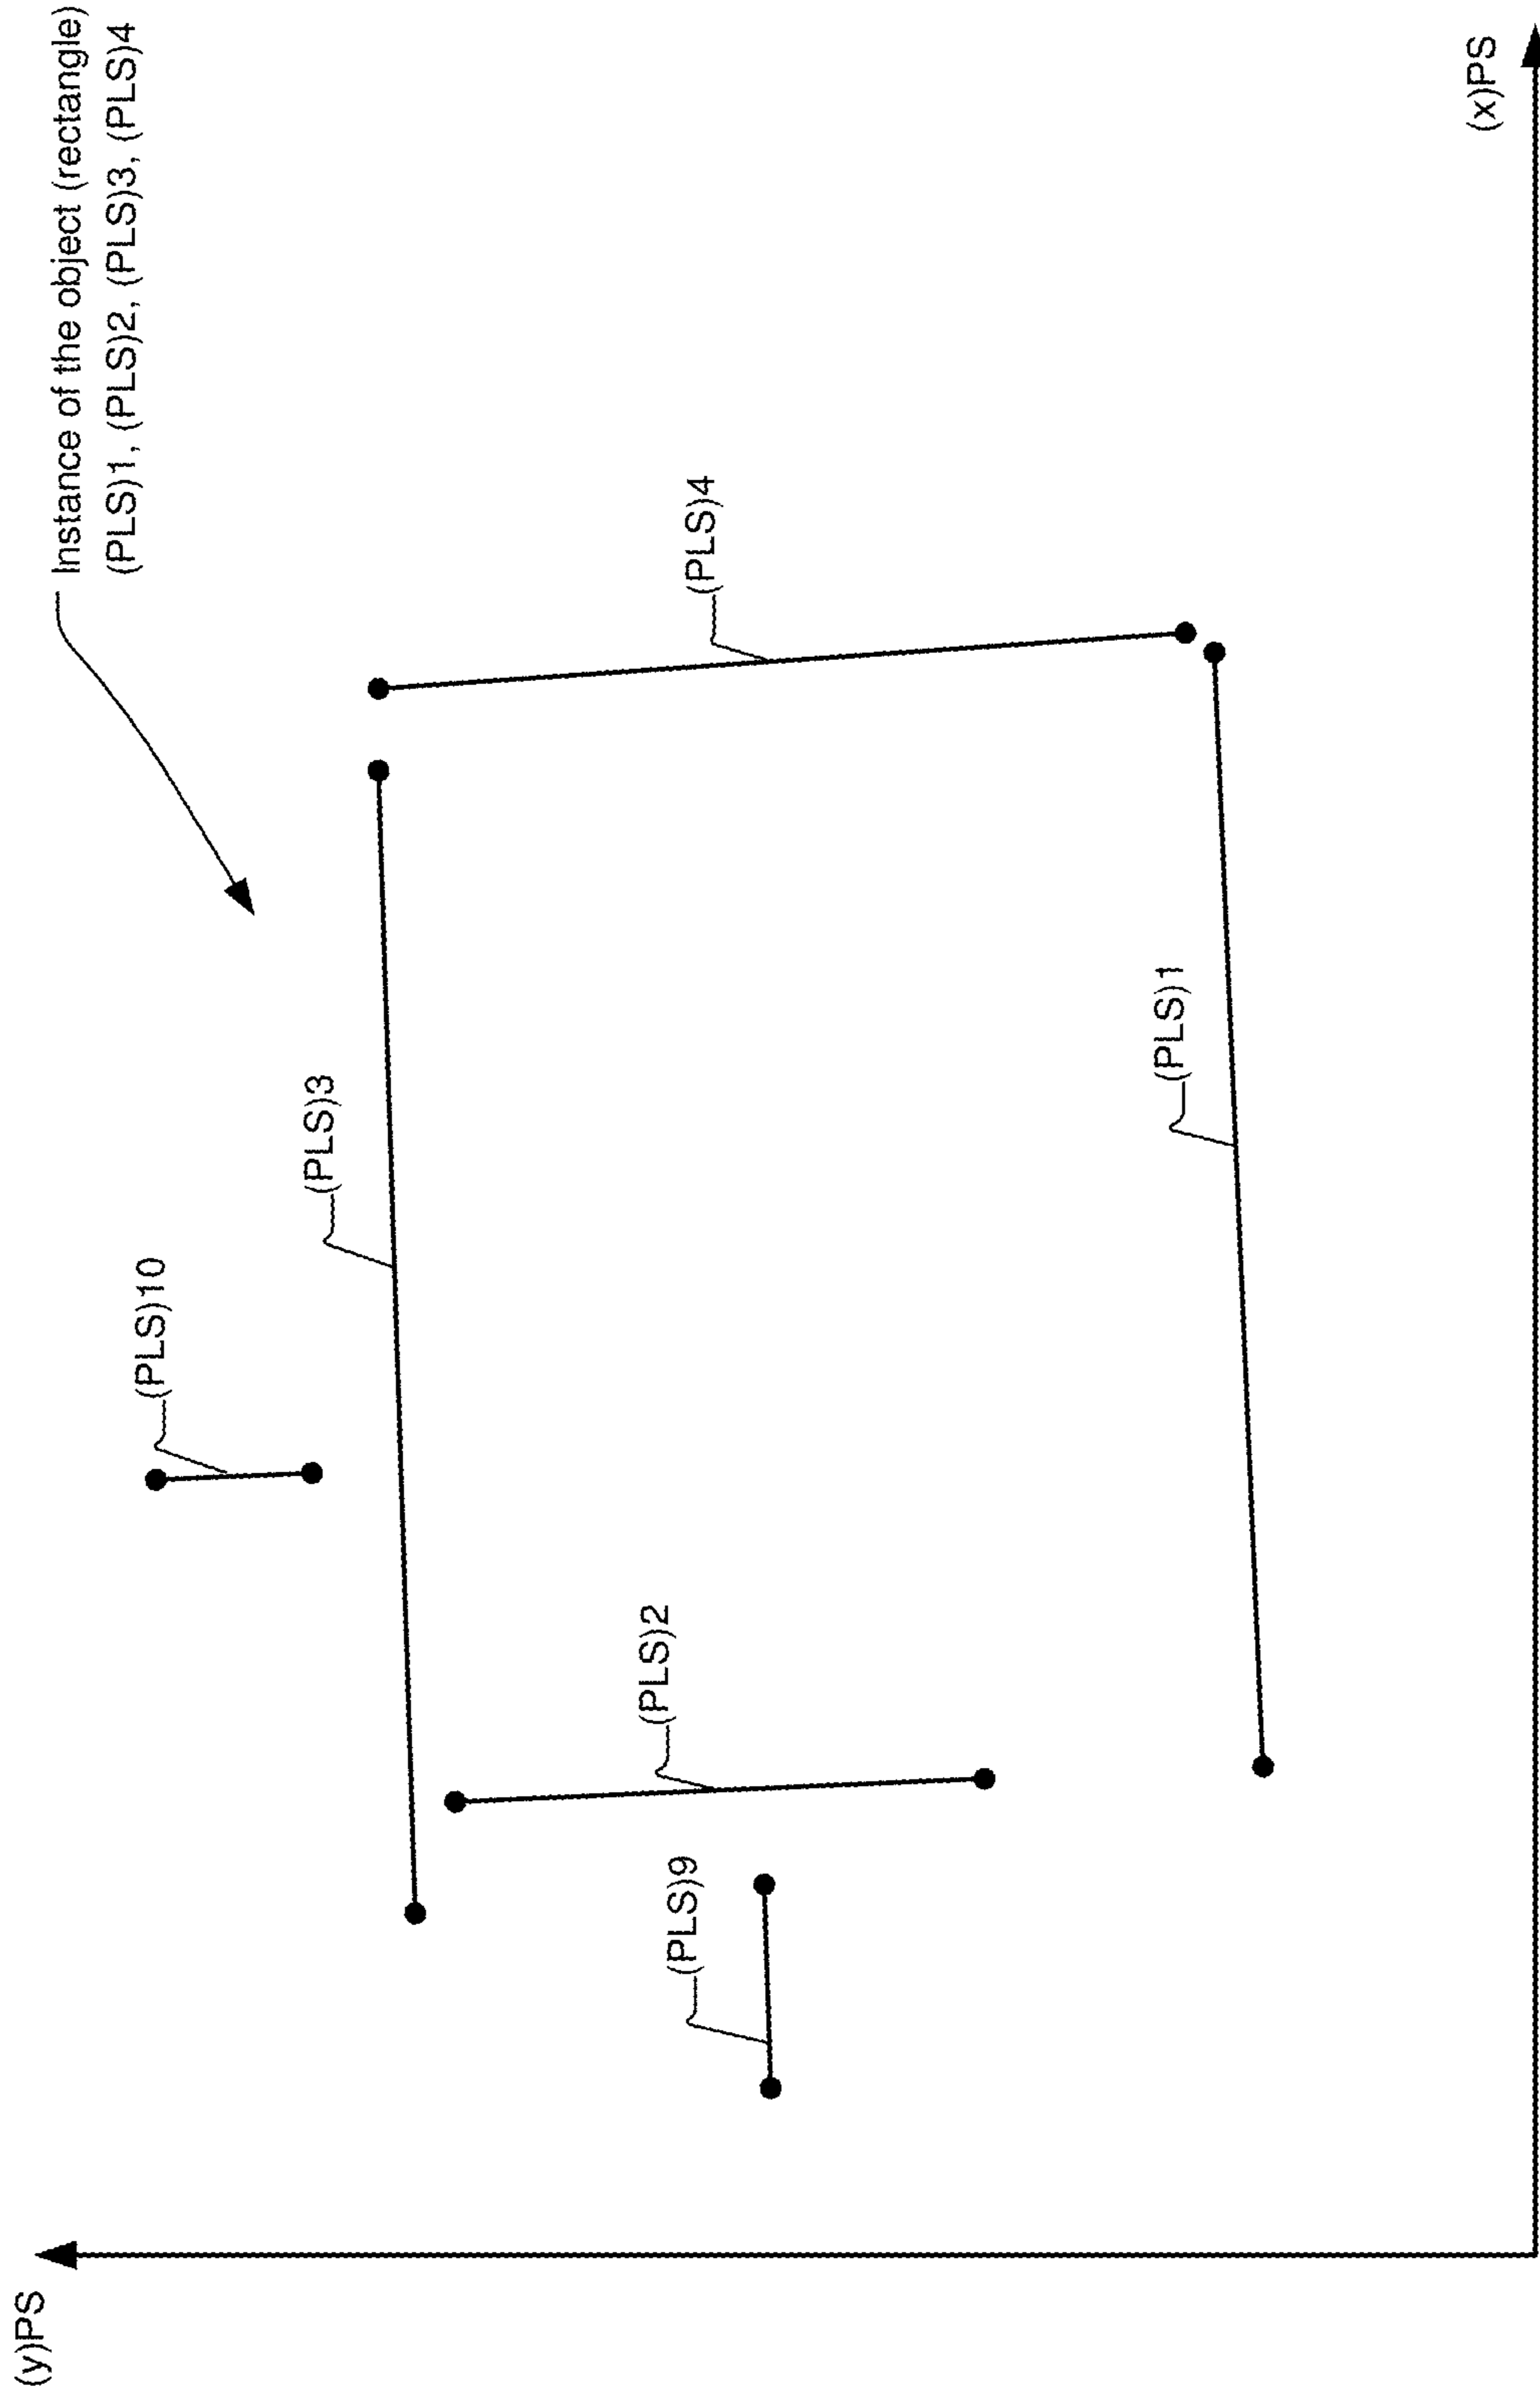 Instance of the object (rectangle)
(PLS)1, (PLS)2, (PLS)3, (PLS)4
(y)PS
(PLS)10
(PLS)3
(PLS)9
(PLS)2
(PLS)4
(PLS)1
(x)PS